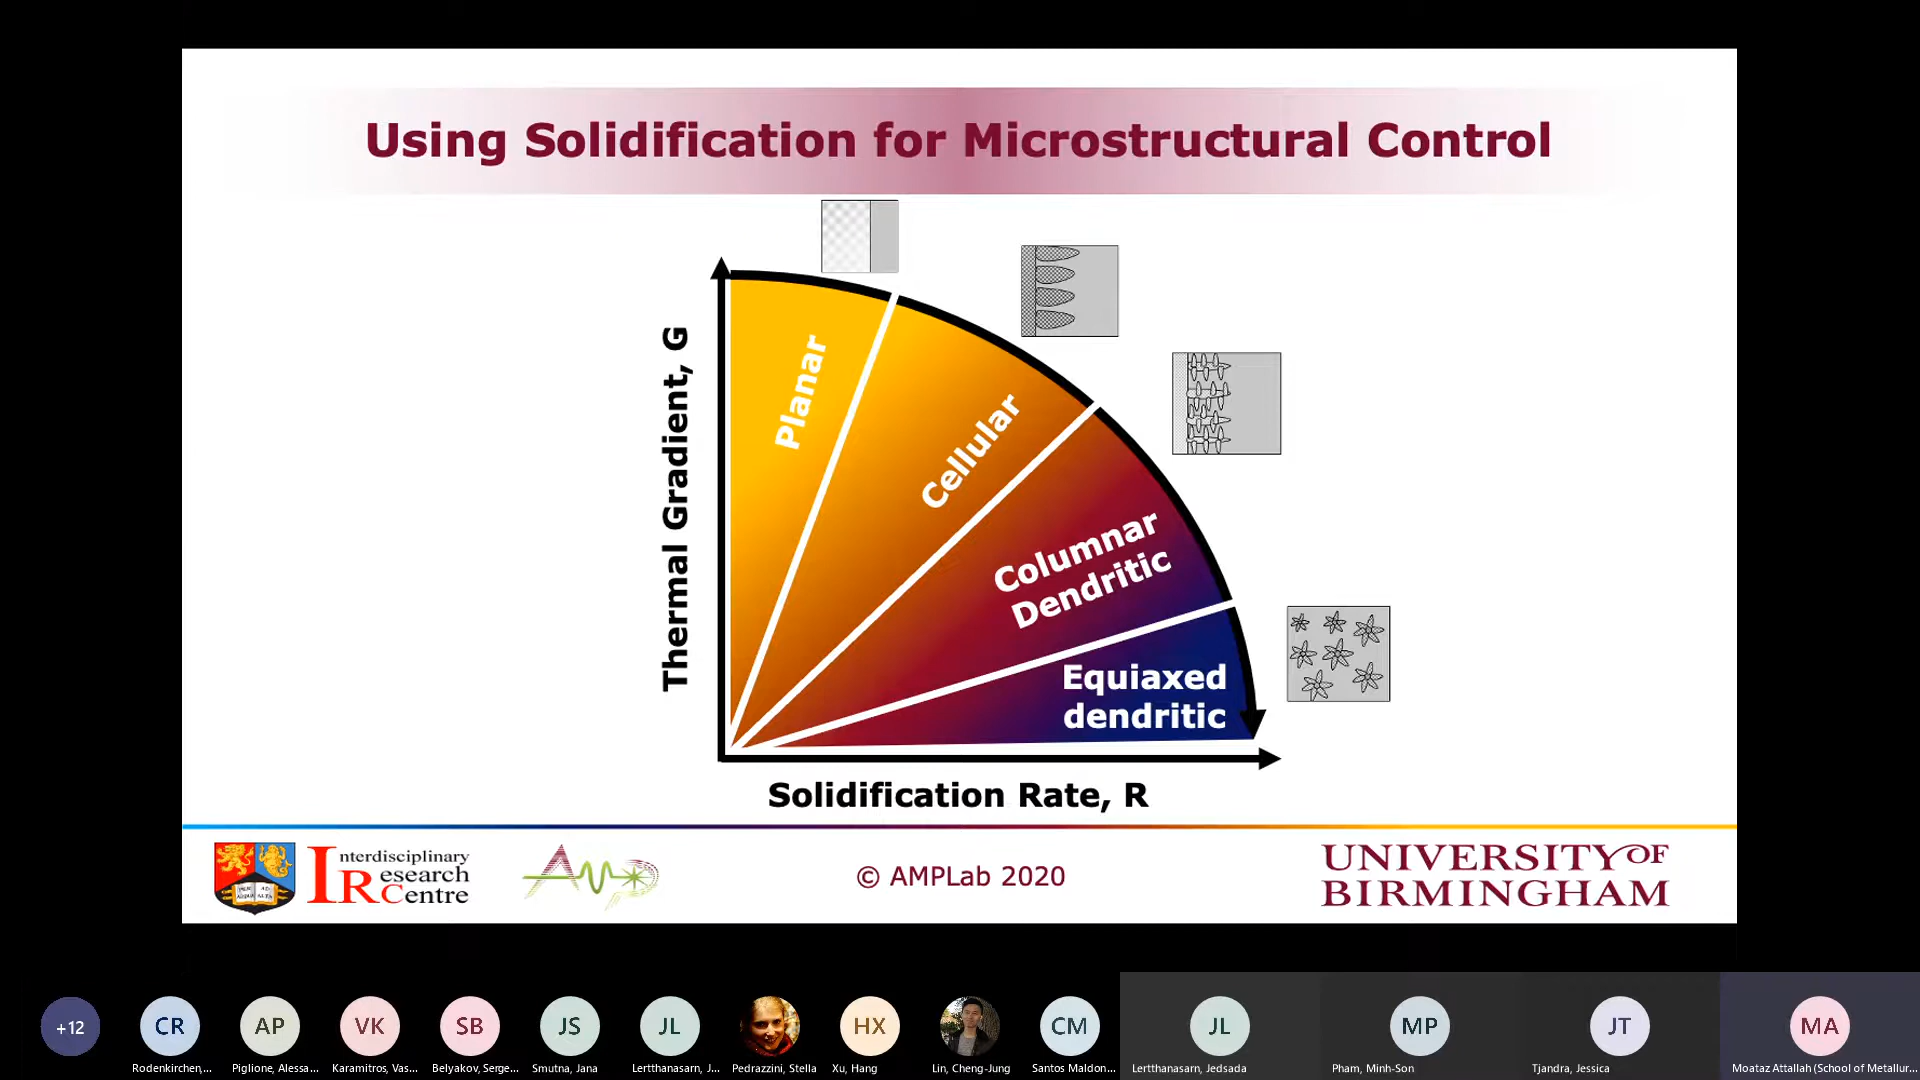 Using Solidification for Microstructural Control
Thermal Gradient, G
Planar
Cellular
Columnar
Dendritic
Equiaxed
dendritic
Solidification Rate, R
Interdisciplinary
Research
Centre
© AMPLab 2020
UNIVERSITY OF
BIRMINGHAM
+12
CR
AP
VK
SB
JS
JL
HX
CM
JL
MP
JT
MA
Rodenkirchen,...
Piglione, Alessa...
Karamitros, Vas...
Belyakov, Serge...
Smutna, Jana
Lertthanasarn, J...
Pedrazzini, Stella
Xu, Hang
Lin, Cheng-Jung
Santos Maldon...
Lertthanasarn, Jedsada
Pham, Minh-Son
Tjandra, Jessica
Moataz Attallah (School of Metallur...